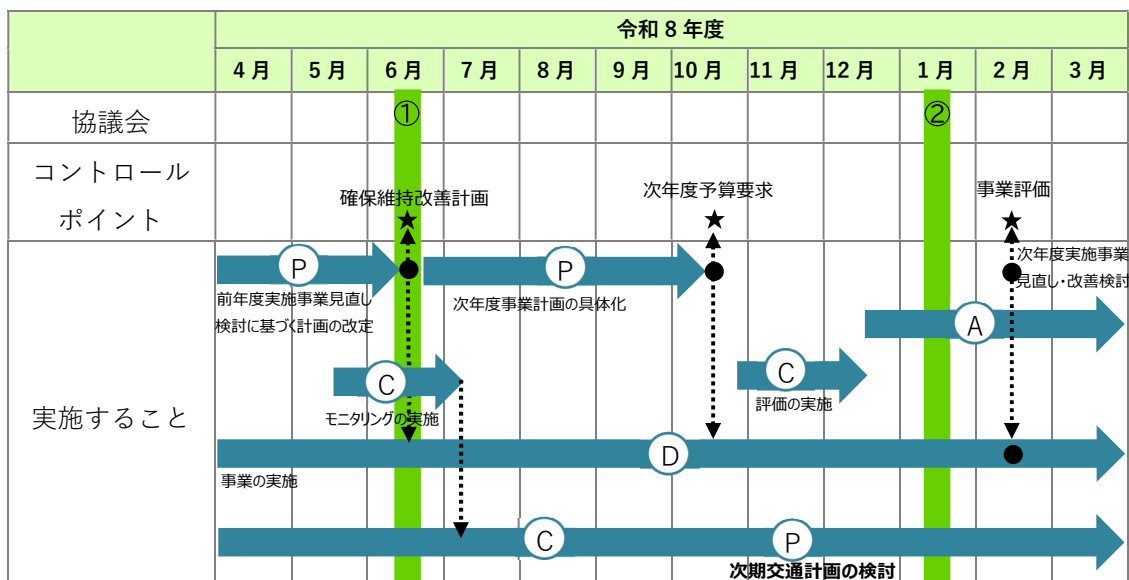 令和８年度
4月 5月 6月 7月 8月 9月 10月 11月 12月 1月 2月 3月
協議会
① ②
コントロール
ポイント
確保維持改善計画
★
次年度予算要求
★
事業評価
★
実施すること
P
前年度実施事業見直し
検討に基づく計画の改定
P
次年度事業計画の具体化
次年度実施事業
見直し・改善検討
A
C
モニタリングの実施
C
評価の実施
D
事業の実施
C P
次期交通計画の検討